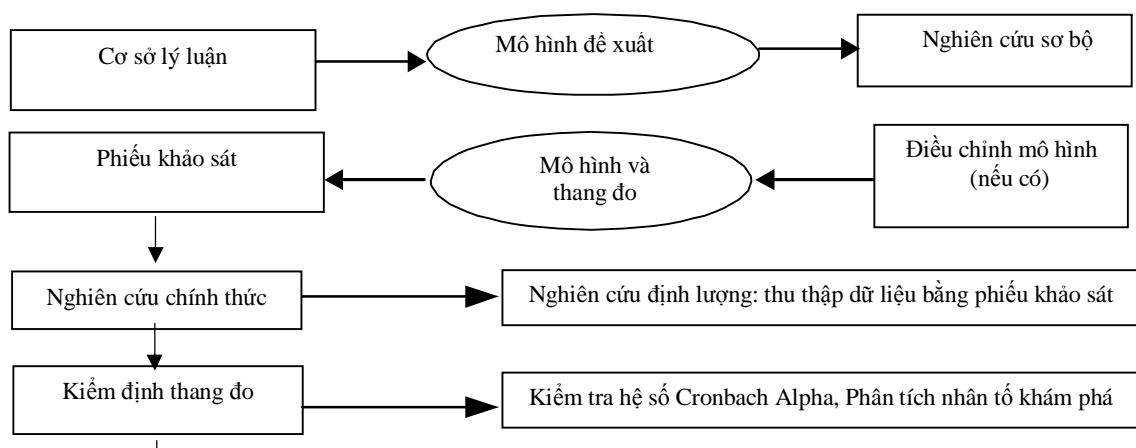 Cơ sở lý luận
Mô hình đề xuất
Nghiên cứu sơ bộ
Phiếu khảo sát
Mô hình và
thang đo
Điều chỉnh mô hình
(nếu có)
Nghiên cứu chính thức
Nghiên cứu định lượng: thu thập dữ liệu bằng phiếu khảo sát
Kiểm định thang đo
Kiểm tra hệ số Cronbach Alpha, Phân tích nhân tố khám phá